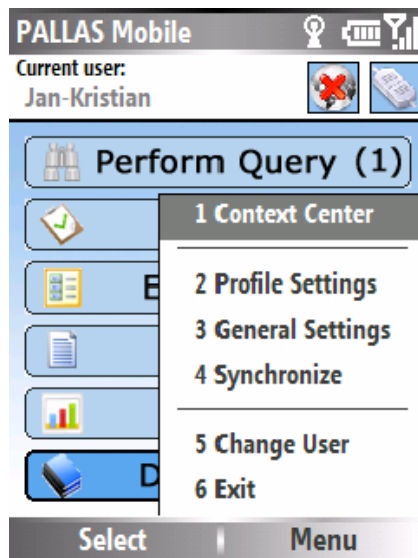 PALLAS Mobile
Current user:
Jan-Kristian
Perform Query (1)
1 Context Center
2 Profile Settings
3 General Settings
4 Synchronize
5 Change User
6 Exit
Select
Menu